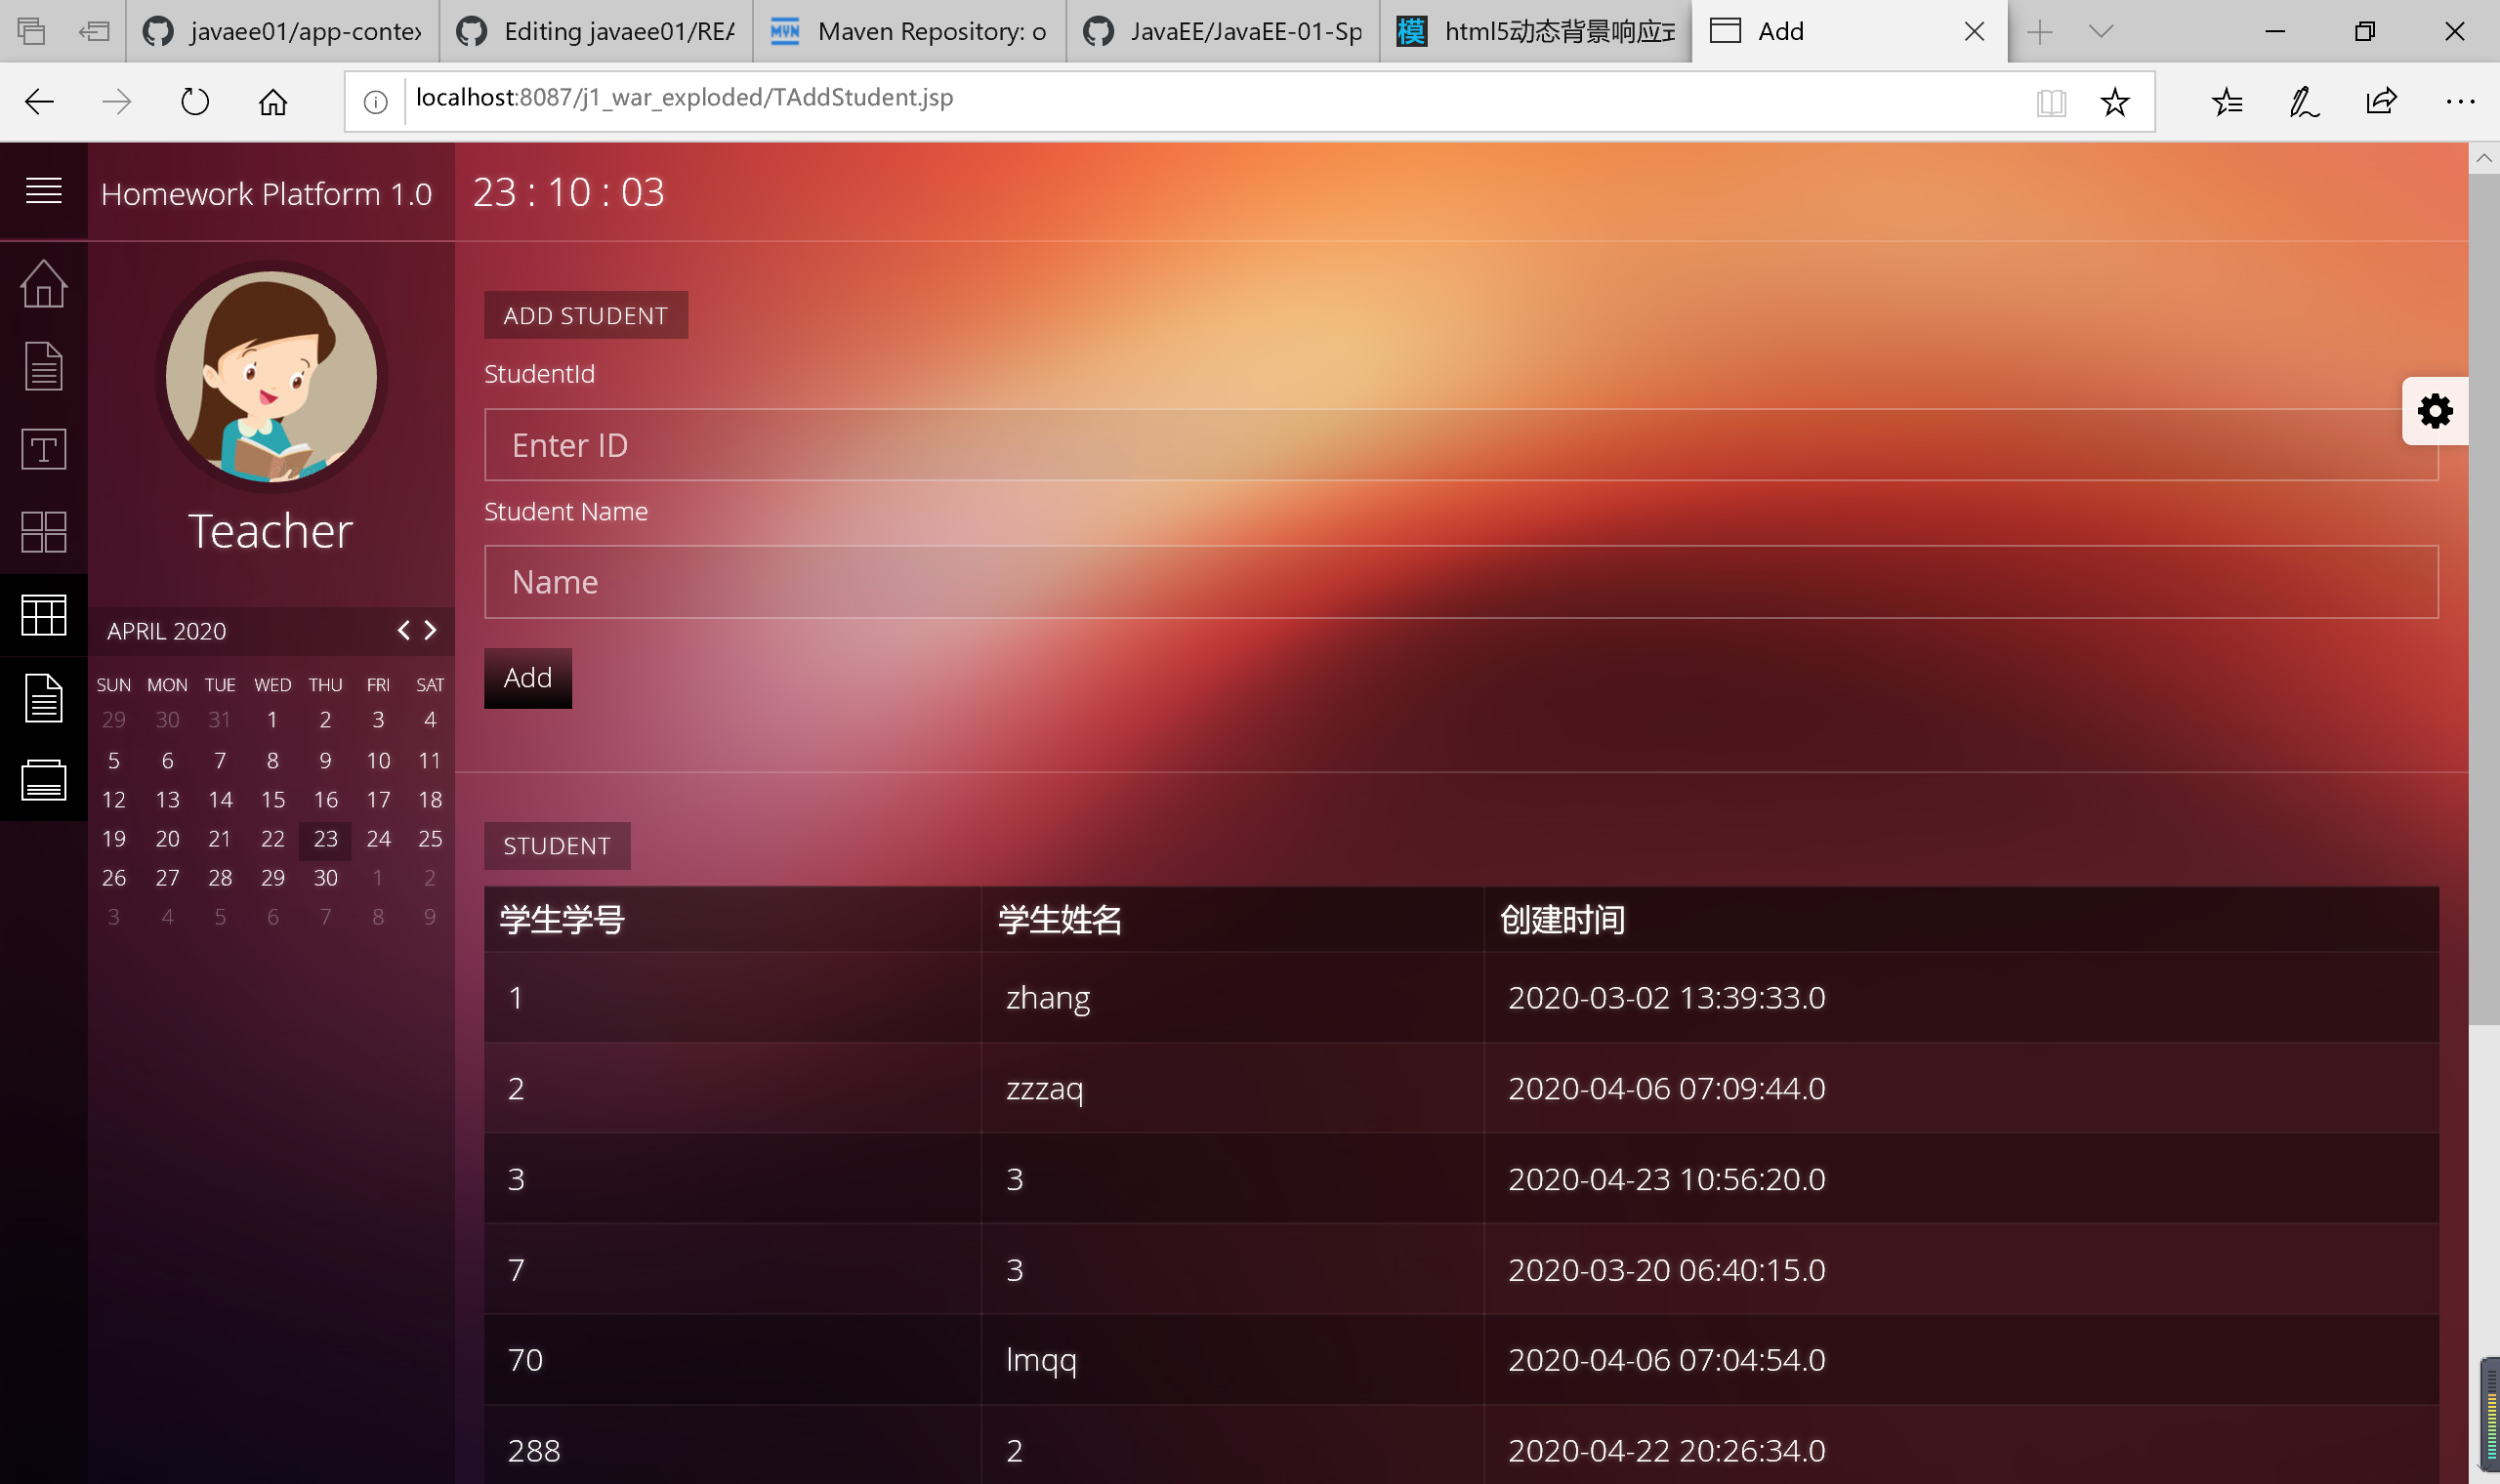 javaee01/app-contex
Editing javaee01/REA
Maven Repository: o
JavaEE/JavaEE-01-Sp
html5动态背景响应式
Add
localhost:8087/j1_war_exploded/TAddStudent.jsp
Homework Platform 1.0
23 : 10 : 03
Teacher
APRIL 2020
SUN MON TUE WED THU FRI SAT
29 30 31 1 2 3 4
5 6 7 8 9 10 11
12 13 14 15 16 17 18
19 20 21 22 23 24 25
26 27 28 29 30 1 2
3 4 5 6 7 8 9
ADD STUDENT
StudentId
Enter ID
Student Name
Name
Add
STUDENT
学生学号 学生姓名 创建时间
1 zhang 2020-03-02 13:39:33.0
2 zzzaq 2020-04-06 07:09:44.0
3 3 2020-04-23 10:56:20.0
7 3 2020-03-20 06:40:15.0
70 lmqq 2020-04-06 07:04:54.0
288 2 2020-04-22 20:26:34.0